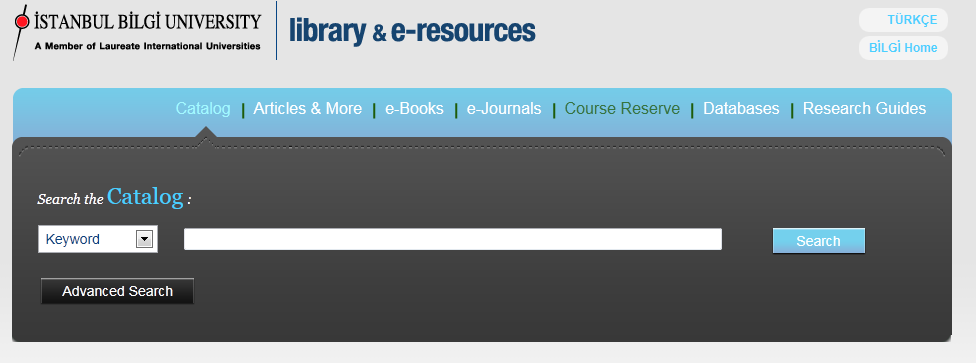 İSTANBUL BİLGİ UNIVERSITY
A Member of Laureate International Universities
library & e-resources
TÜRKÇE
BİLGİ Home
Catalog | Articles & More | e-Books | e-Journals | Course Reserve | Databases | Research Guides
Search the Catalog :
Keyword
Search
Advanced Search